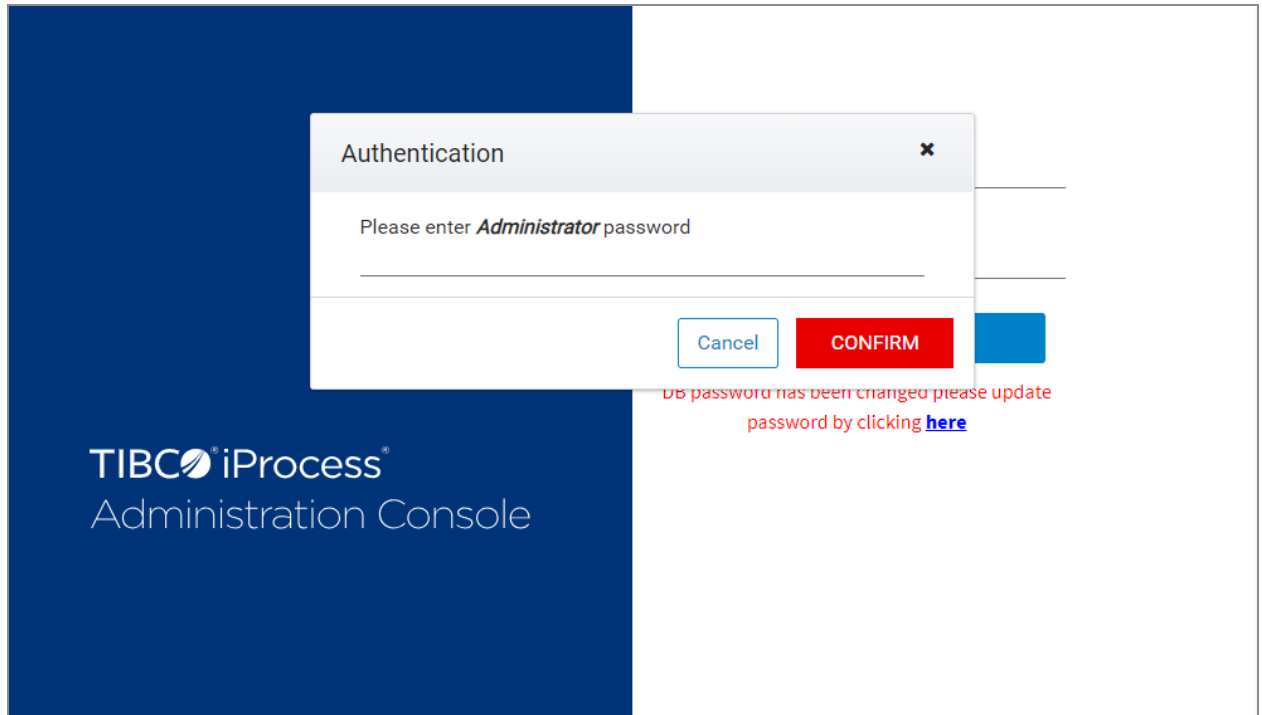 Authentication ✖
Please enter Administrator password
Cancel
CONFIRM
DB password has been changed please update
password by clicking here
TIBCO® iProcess®
Administration Console